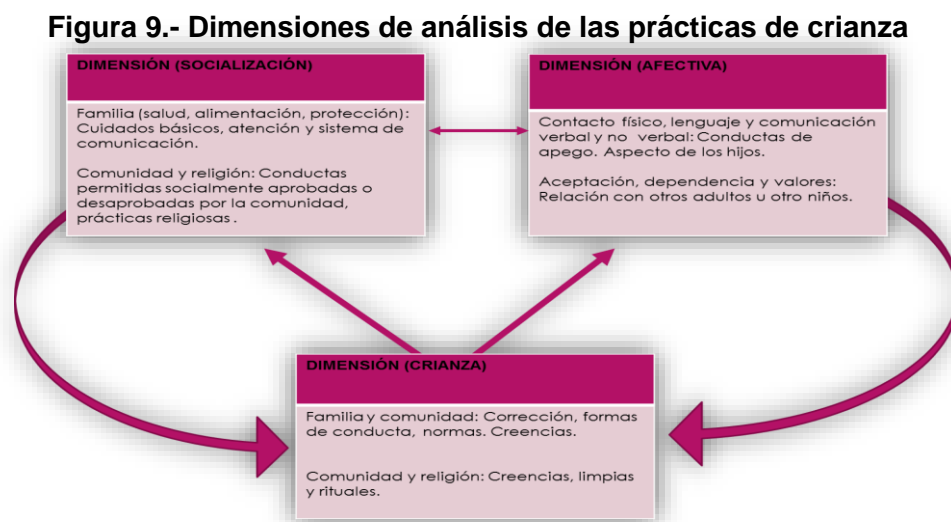 Figura 9.- Dimensiones de análisis de las prácticas de crianza
DIMENSIÓN (SOCIALIZACIÓN)
Familia (salud, alimentación, protección):
Cuidados básicos, atención y sistema de
comunicación.
Comunidad y religión: Conductas
permitidas socialmente aprobadas o
desaprobadas por la comunidad,
prácticas religiosas .
DIMENSIÓN (AFECTIVA)
Contacto físico, lenguaje y comunicación
verbal y no verbal: Conductas de
apego. Aspecto de los hijos.
Aceptación, dependencia y valores:
Relación con otros adultos u otro niños.
DIMENSIÓN (CRIANZA)
Familia y comunidad: Corrección, formas
de conducta, normas. Creencias.
Comunidad y religión: Creencias, limpias
y rituales.